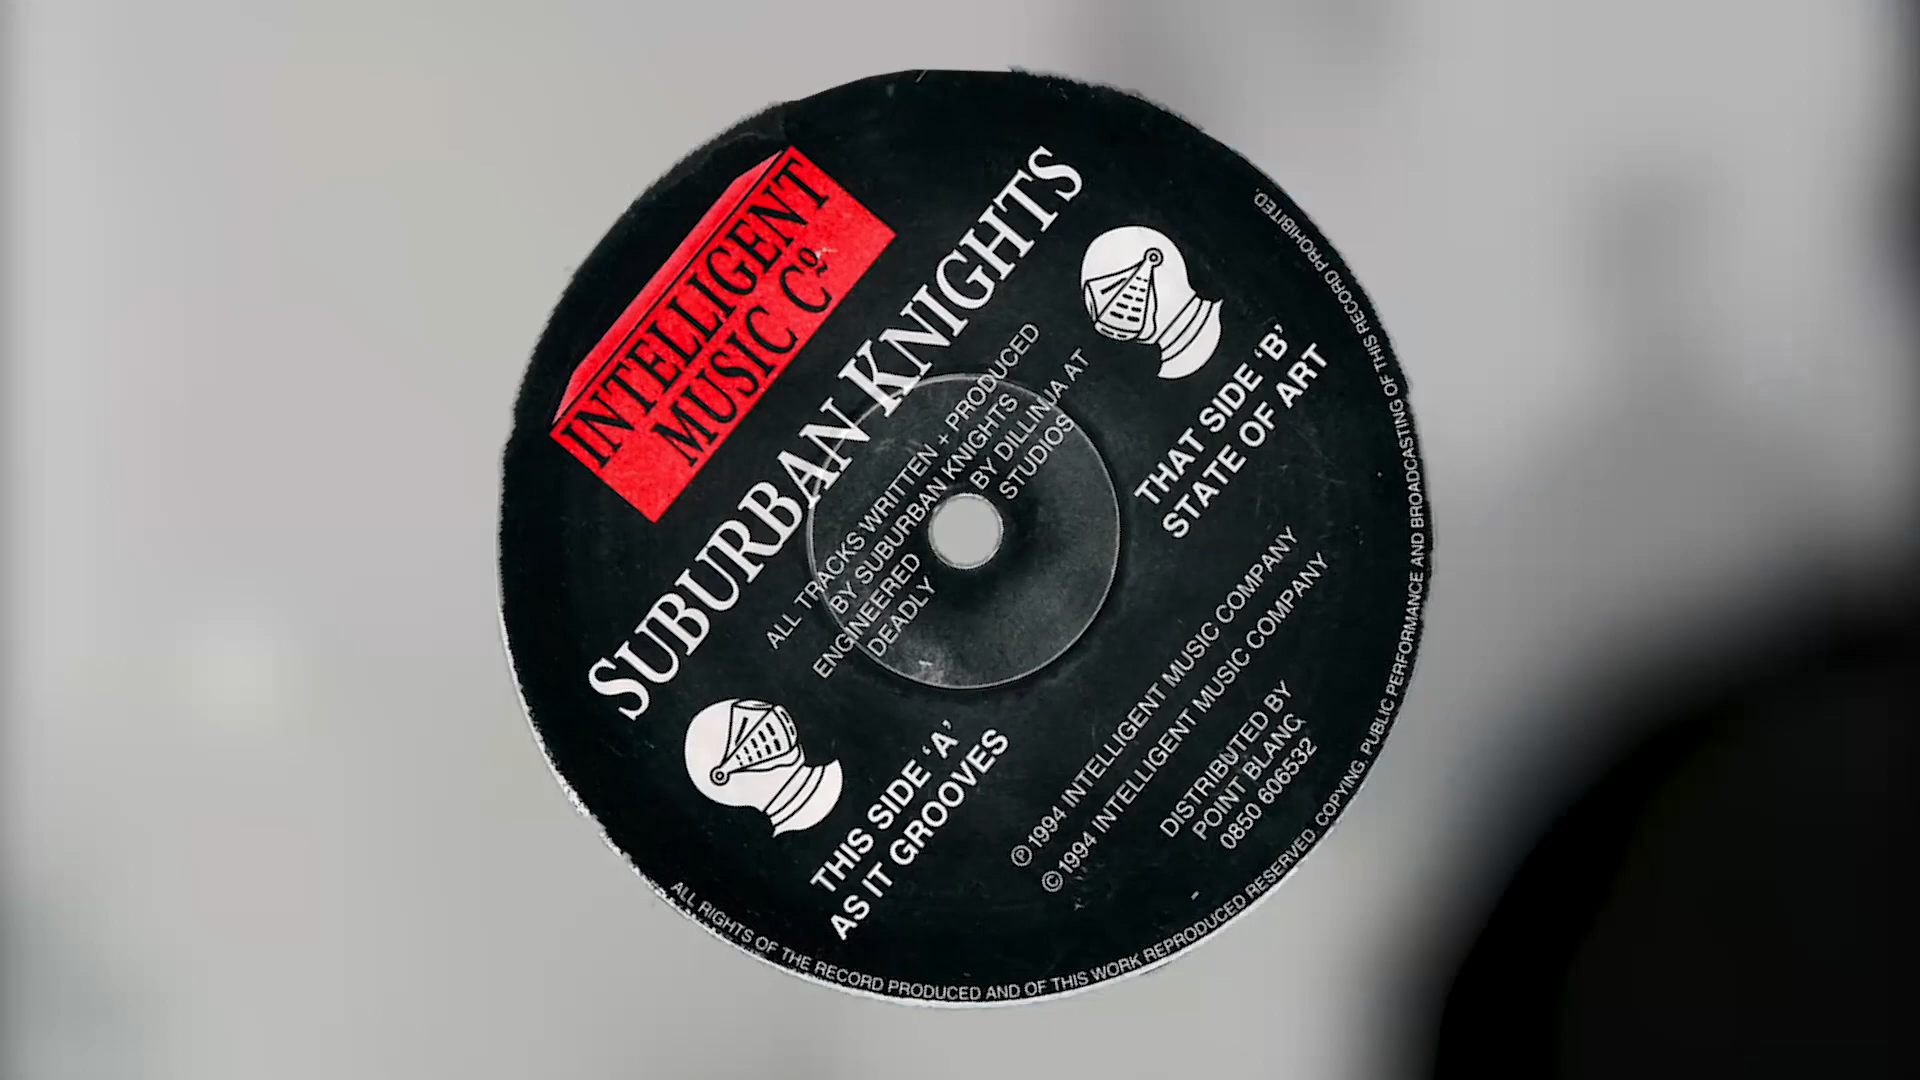 INTELLIGENT
MUSIC Cº
SUBURBAN KNIGHTS
ALL TRACKS WRITTEN + PRODUCED
BY SUBURBAN KNIGHTS
ENGINEERED BY DILLINJA AT
DEADLY STUDIOS
THIS SIDE ‘A’
AS IT GROOVES
THAT SIDE ‘B’
STATE OF ART
℗ 1994 INTELLIGENT MUSIC COMPANY
© 1994 INTELLIGENT MUSIC COMPANY
DISTRIBUTED BY
POINT BLANC
0850 606532
ALL RIGHTS OF THE RECORD PRODUCED AND OF THIS WORK REPRODUCED RESERVED. COPYING, PUBLIC PERFORMANCE AND BROADCASTING OF THIS RECORD PROHIBITED.